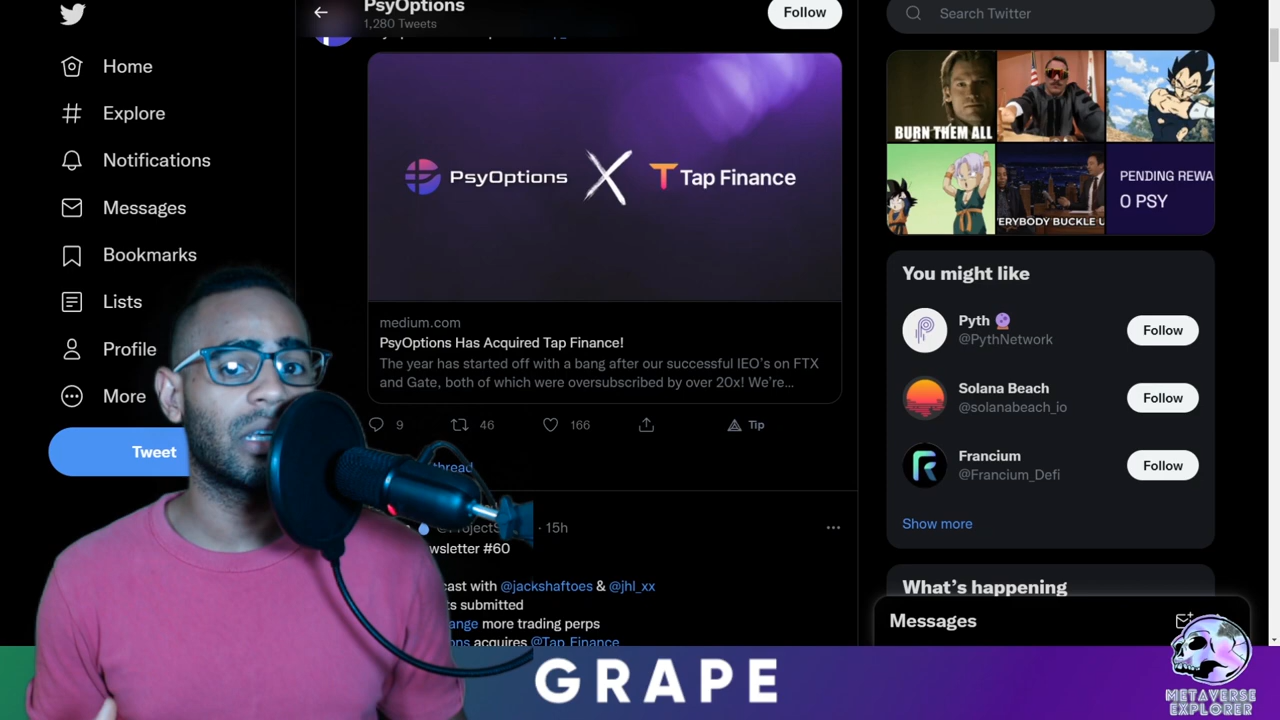 PsyOptions
1,280 Tweets
Follow
Search Twitter
Home
Explore
Notifications
Messages
Bookmarks
Lists
Profile
More
Tweet
PsyOptions X Tap Finance
medium.com
PsyOptions Has Acquired Tap Finance!
The year has started off with a bang after our successful IEO's on FTX
and Gate, both of which were oversubscribed by over 20x! We're...
9
46
166
Tip
thread
· 15h
wsletter #60
cast with @jackshaftoes & @jhl_xx
ts submitted
ange more trading perps
ons acquires @Tap_Finance
BURN THEM ALL
ERYBODY BUCKLE U
PENDING REWA
0 PSY
You might like
Pyth
@PythNetwork
Follow
Solana Beach
@solanabeach_io
Follow
Francium
@Francium_Defi
Follow
Show more
What's happening
Messages
GRAPE
METAVERSE
EXPLORER